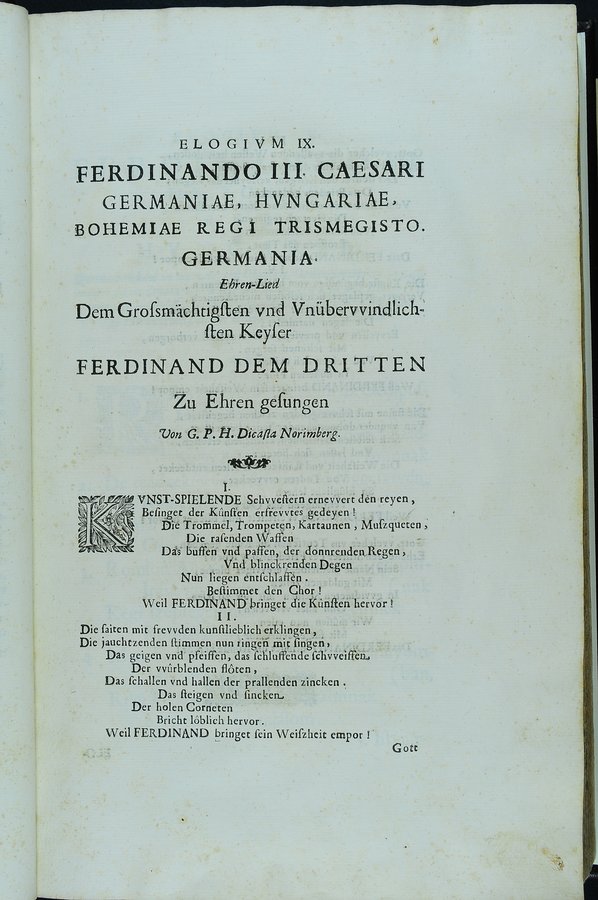 ELOGIVM IX.
FERDINANDO III. CAESARI
GERMANIAE, HVNGARIAE,
BOHEMIAE REGI TRISMEGISTO.
GERMANIA.
Ehren-Lied
Dem Groſsmächtigſten vnd Vnübervvindlich-
ſten Keyſer
FERDINAND DEM DRITTEN
Zu Ehren geſungen
Von G. P. H. Dicaſta Norimberg.
I.
KVNST-SPIELENDE Schvveſtern ernevvert den reyen,
Beſinget der Künſten erfrevvtes gedeyen!
Die Trommel, Trompeten, Kartaunen, Muſzqueten,
Die raſenden Waffen
Das buffen vnd paffen, der donnrenden Regen,
Vnd blinckrenden Degen
Nun liegen entſchlaffen.
Beſtimmet den Chor!
Weil FERDINAND bringet die Künſten hervor!
II.
Die ſaiten mit frevvden kunſtlieblich erklingen,
Die jauchtzenden ſtimmen nun ringen mit ſingen,
Das geigen vnd pfeiffen, das ſchluffende ſchvveiffen
Der vvürblenden flöten,
Das ſchallen vnd hallen der prallenden zincken.
Das ſteigen vnd ſincken
Der holen Corneten
Bricht löblich hervor.
Weil FERDINAND bringet ſein Weiſzheit empor!
Gott